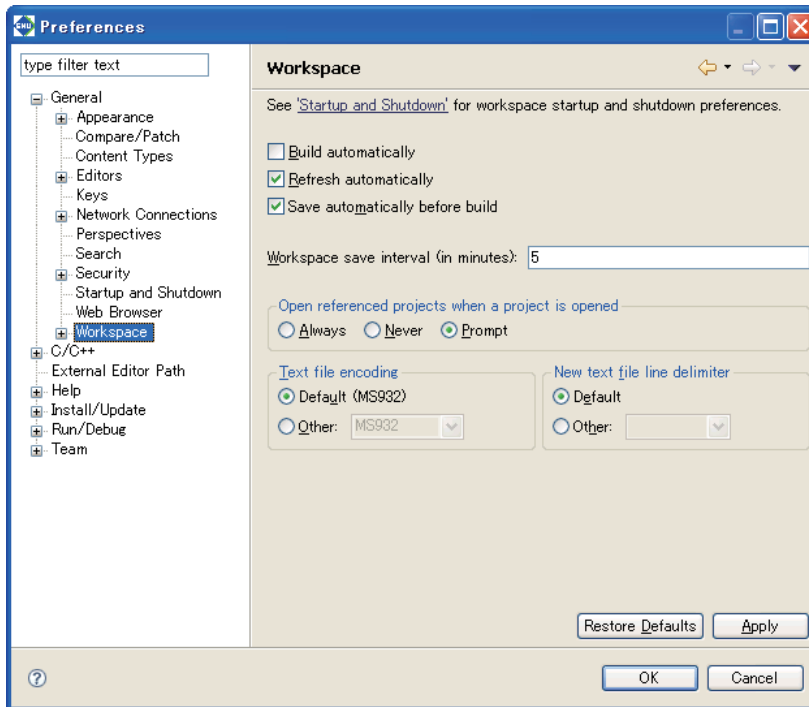 GNU Preferences
type filter text
General
Appearance
Compare/Patch
Content Types
Editors
Keys
Network Connections
Perspectives
Search
Security
Startup and Shutdown
Web Browser
Workspace
C/C++
External Editor Path
Help
Install/Update
Run/Debug
Team
Workspace
See 'Startup and Shutdown' for workspace startup and shutdown preferences.
Build automatically
Refresh automatically
Save automatically before build
Workspace save interval (in minutes): 5
Open referenced projects when a project is opened
Always Never Prompt
Text file encoding
Default (MS932)
Other: MS932
New text file line delimiter
Default
Other:
Restore Defaults Apply
? OK Cancel